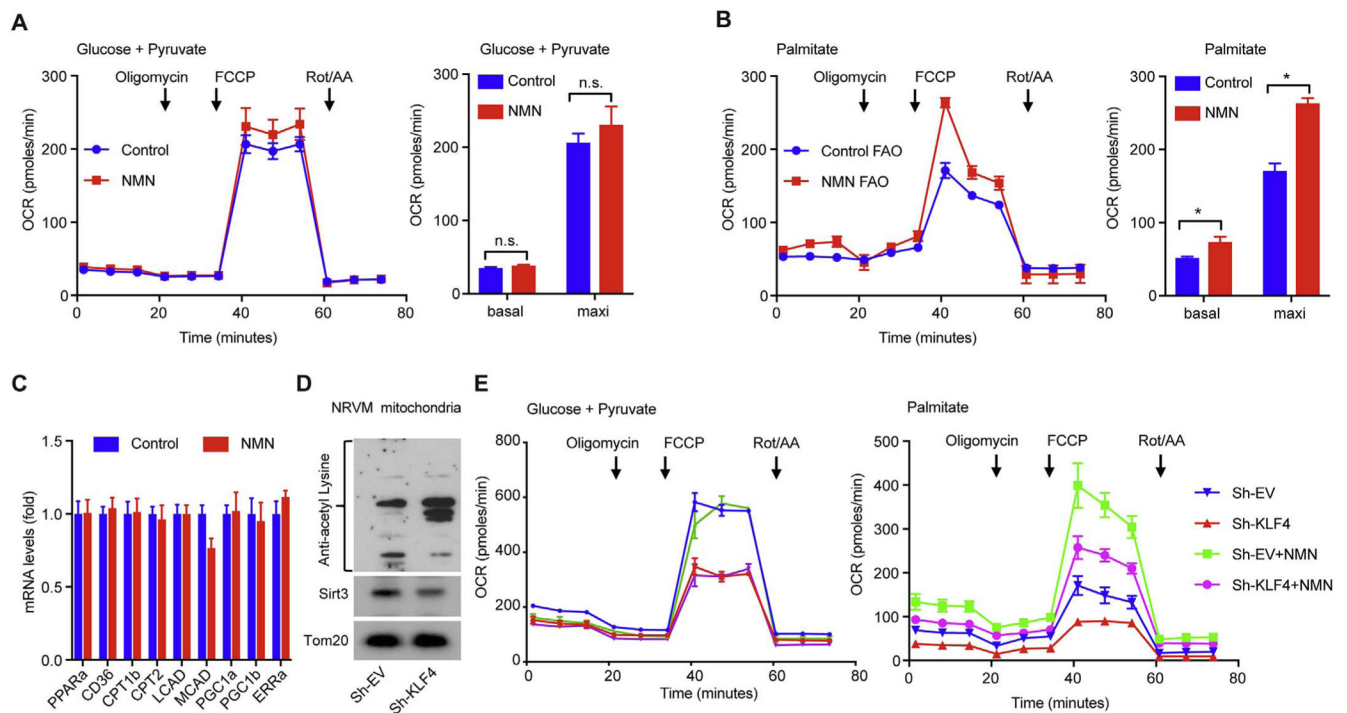 A
Glucose + Pyruvate
Oligomycin FCCP Rot/AA
300
200
100
0
OCR (pmoles/min)
Control
NMN
0 20 40 60 80
Time (minutes)
Glucose + Pyruvate
Control
NMN
n.s.
n.s.
300
200
100
0
OCR (pmoles/min)
basal maxi
B
Palmitate
Oligomycin FCCP Rot/AA
300
200
100
0
OCR (pmoles/min)
Control FAO
NMN FAO
0 20 40 60 80
Time (minutes)
Palmitate
Control
NMN
*
*
300
200
100
0
OCR (pmoles/min)
basal maxi
C
Control NMN
1.5
1.0
0.5
0.0
mRNA levels (fold)
PPARa CD36 CPT1b CPT2 LCAD MCAD PGC1a PGC1b ERRa
D
NRVM mitochondria
Anti-acetyl Lysine
Sirt3
Tom20
Sh-EV Sh-KLF4
E
Glucose + Pyruvate
Oligomycin FCCP Rot/AA
800
600
400
200
0
OCR (pmoles/min)
0 20 40 60 80
Time (minutes)
Palmitate
Oligomycin FCCP Rot/AA
500
400
300
200
100
0
OCR (pmoles/min)
0 20 40 60 80
Time (minutes)
Sh-EV
Sh-KLF4
Sh-EV+NMN
Sh-KLF4+NMN